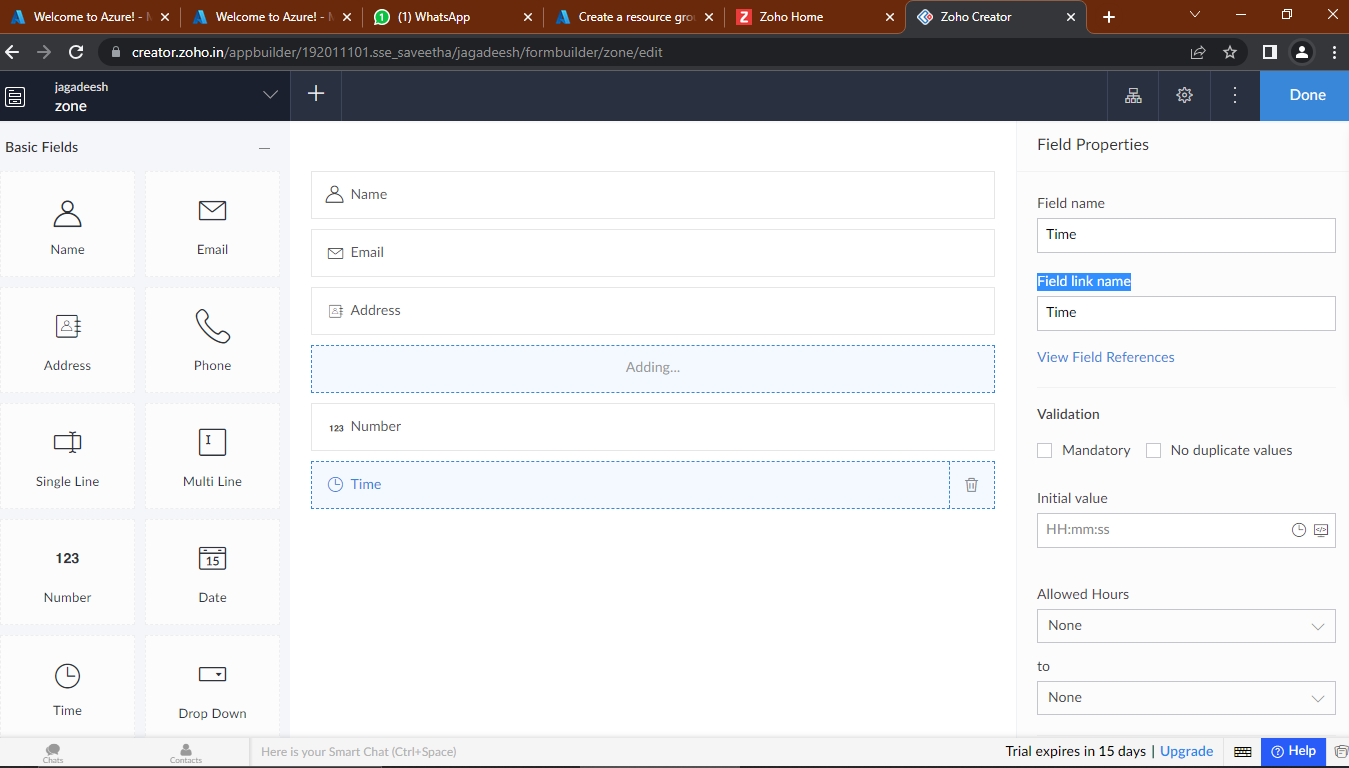 Welcome to Azure! - M
Welcome to Azure! - M
(1) WhatsApp
Create a resource grou
Zoho Home
Zoho Creator
creator.zoho.in/appbuilder/192011101.sse_saveetha/jagadeesh/formbuilder/zone/edit
jagadeesh
zone
Done
Basic Fields
Name
Email
Address
Phone
Single Line
Multi Line
123
Number
15
Date
Time
Drop Down
Name
Email
Address
Adding...
123 Number
Time
Field Properties
Field name
Time
Field link name
Time
View Field References
Validation
Mandatory
No duplicate values
Initial value
HH:mm:ss
Allowed Hours
None
to
None
Chats
Contacts
Here is your Smart Chat (Ctrl+Space)
Trial expires in 15 days | Upgrade
Help